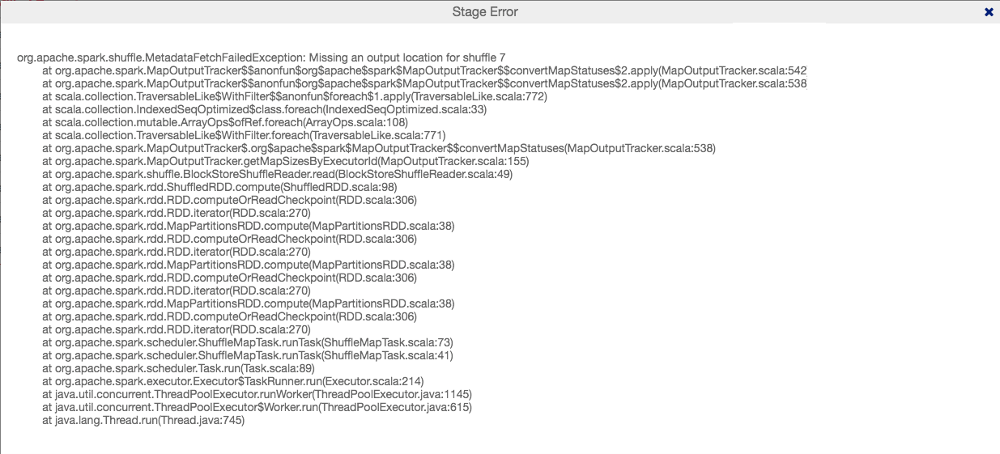 Stage Error
org.apache.spark.shuffle.MetadataFetchFailedException: Missing an output location for shuffle 7
at org.apache.spark.MapOutputTracker$$anonfun$org$apache$spark$MapOutputTracker$$convertMapStatuses$2.apply(MapOutputTracker.scala:542
at org.apache.spark.MapOutputTracker$$anonfun$org$apache$spark$MapOutputTracker$$convertMapStatuses$2.apply(MapOutputTracker.scala:538
at scala.collection.TraversableLike$WithFilter$$anonfun$foreach$1.apply(TraversableLike.scala:772)
at scala.collection.IndexedSeqOptimized$class.foreach(IndexedSeqOptimized.scala:33)
at scala.collection.mutable.ArrayOps$ofRef.foreach(ArrayOps.scala:108)
at scala.collection.TraversableLike$WithFilter.foreach(TraversableLike.scala:771)
at org.apache.spark.MapOutputTracker$.org$apache$spark$MapOutputTracker$$convertMapStatuses(MapOutputTracker.scala:538)
at org.apache.spark.MapOutputTracker.getMapSizesByExecutorId(MapOutputTracker.scala:155)
at org.apache.spark.shuffle.BlockStoreShuffleReader.read(BlockStoreShuffleReader.scala:49)
at org.apache.spark.rdd.ShuffledRDD.compute(ShuffledRDD.scala:98)
at org.apache.spark.rdd.RDD.computeOrReadCheckpoint(RDD.scala:306)
at org.apache.spark.rdd.RDD.iterator(RDD.scala:270)
at org.apache.spark.rdd.MapPartitionsRDD.compute(MapPartitionsRDD.scala:38)
at org.apache.spark.rdd.RDD.computeOrReadCheckpoint(RDD.scala:306)
at org.apache.spark.rdd.RDD.iterator(RDD.scala:270)
at org.apache.spark.rdd.MapPartitionsRDD.compute(MapPartitionsRDD.scala:38)
at org.apache.spark.rdd.RDD.computeOrReadCheckpoint(RDD.scala:306)
at org.apache.spark.rdd.RDD.iterator(RDD.scala:270)
at org.apache.spark.rdd.MapPartitionsRDD.compute(MapPartitionsRDD.scala:38)
at org.apache.spark.rdd.RDD.computeOrReadCheckpoint(RDD.scala:306)
at org.apache.spark.rdd.RDD.iterator(RDD.scala:270)
at org.apache.spark.scheduler.ShuffleMapTask.runTask(ShuffleMapTask.scala:73)
at org.apache.spark.scheduler.ShuffleMapTask.runTask(ShuffleMapTask.scala:41)
at org.apache.spark.scheduler.Task.run(Task.scala:89)
at org.apache.spark.executor.Executor$TaskRunner.run(Executor.scala:214)
at java.util.concurrent.ThreadPoolExecutor.runWorker(ThreadPoolExecutor.java:1145)
at java.util.concurrent.ThreadPoolExecutor$Worker.run(ThreadPoolExecutor.java:615)
at java.lang.Thread.run(Thread.java:745)